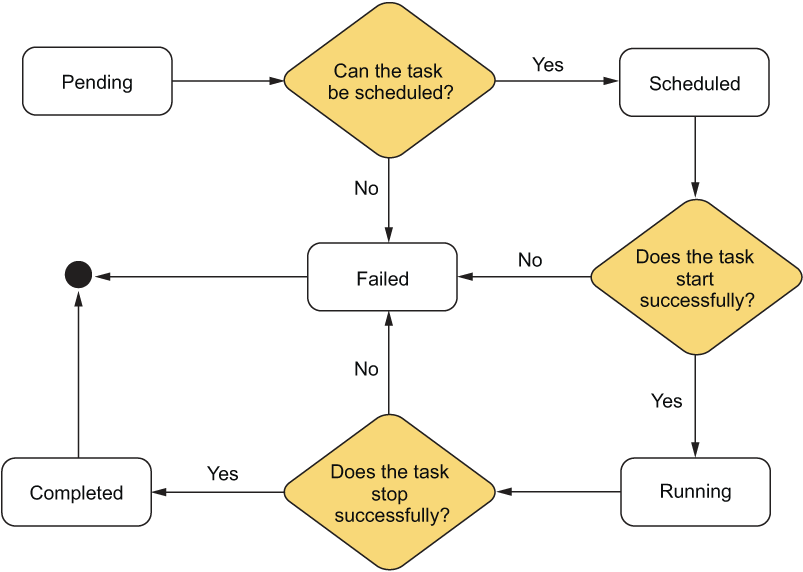 Pending
Can the task
be scheduled?
Yes
Scheduled
No
Failed
No
Does the task
start
successfully?
No
Yes
Completed
Yes
Does the task
stop
successfully?
Running